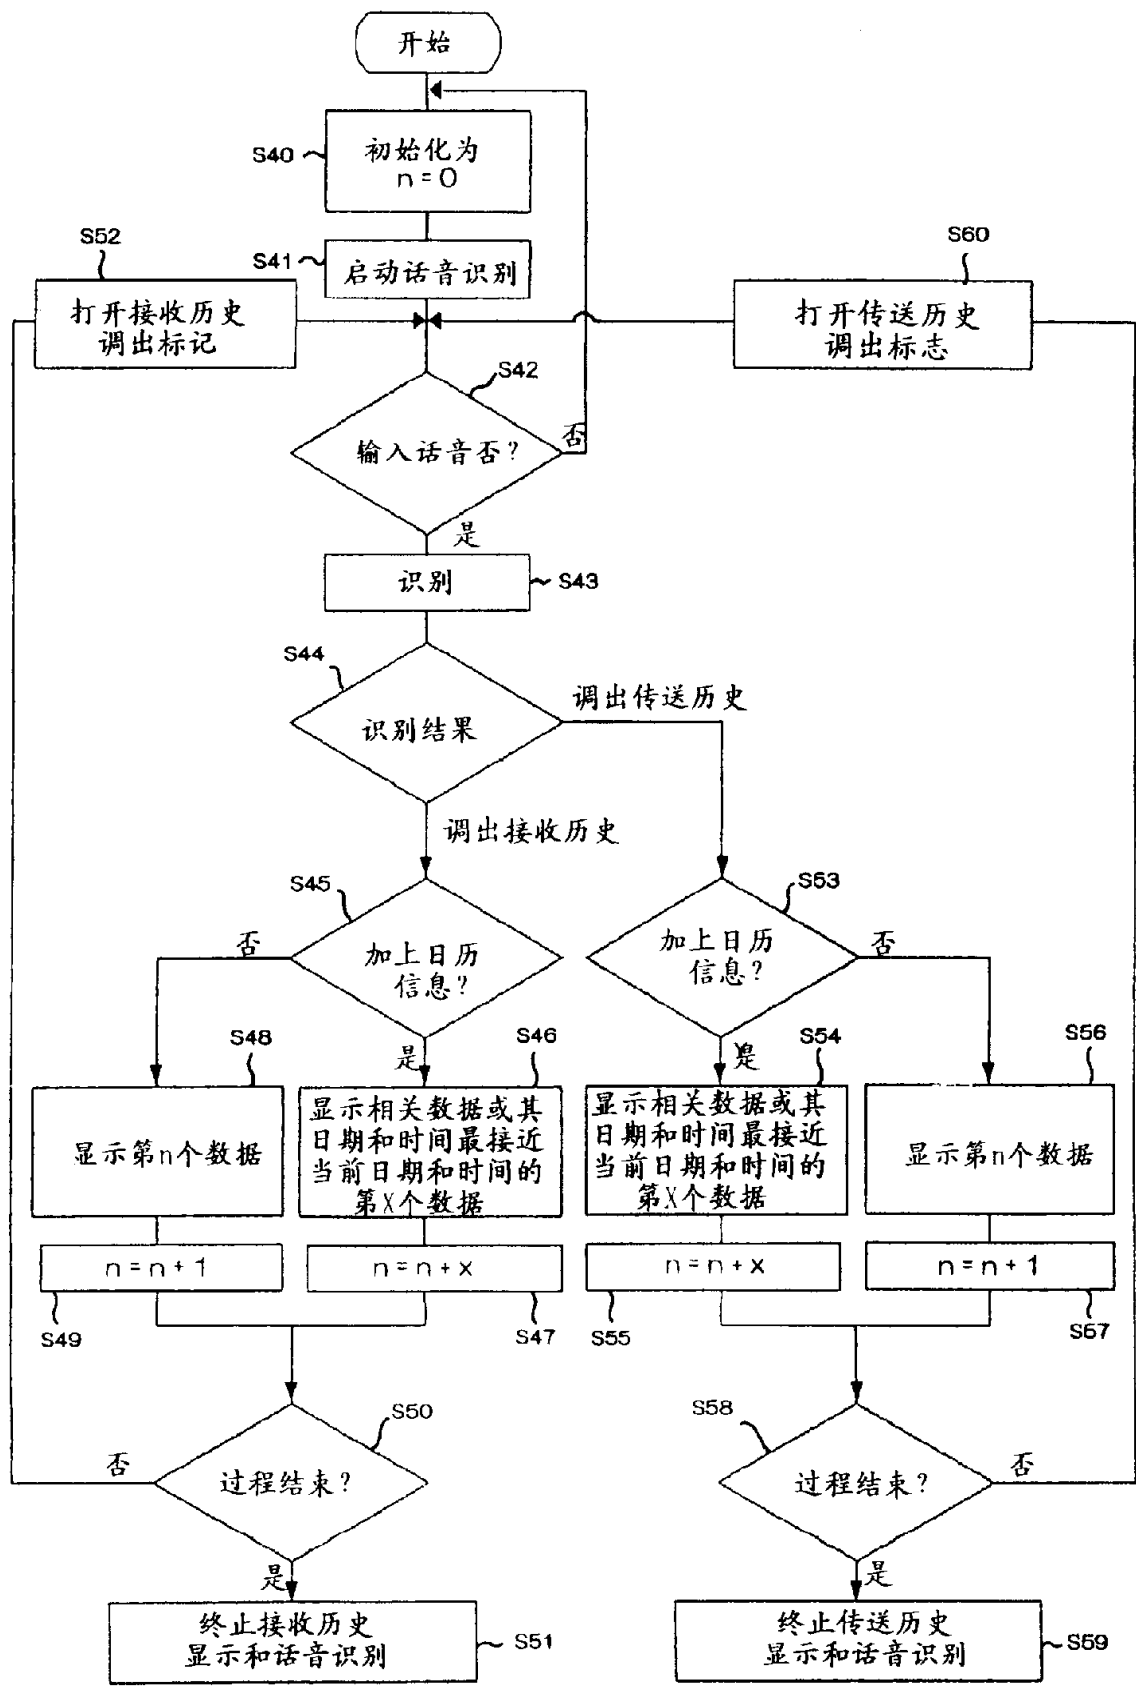 开始
S40
初始化为
n=0
S52
S41
启动话音识别
S60
打开接收历史
调出标记
打开传送历史
调出标志
S42
输入话音否?
否
是
识别
S43
S44
识别结果
调出传送历史
调出接收历史
S45
加上日历
信息?
否
是
S53
加上日历
信息?
否
是
S48
显示第n个数据
S46
显示相关数据或其
日期和时间最接近
当前日期和时间的
第X个数据
S54
显示相关数据或其
日期和时间最接近
当前日期和时间的
第X个数据
S56
显示第n个数据
n=n+1
n=n+x
n=n+x
n=n+1
S49
S47
S55
S57
S50
过程结束?
否
是
S58
过程结束?
否
是
终止接收历史
显示和话音识别
S51
终止传送历史
显示和话音识别
S59